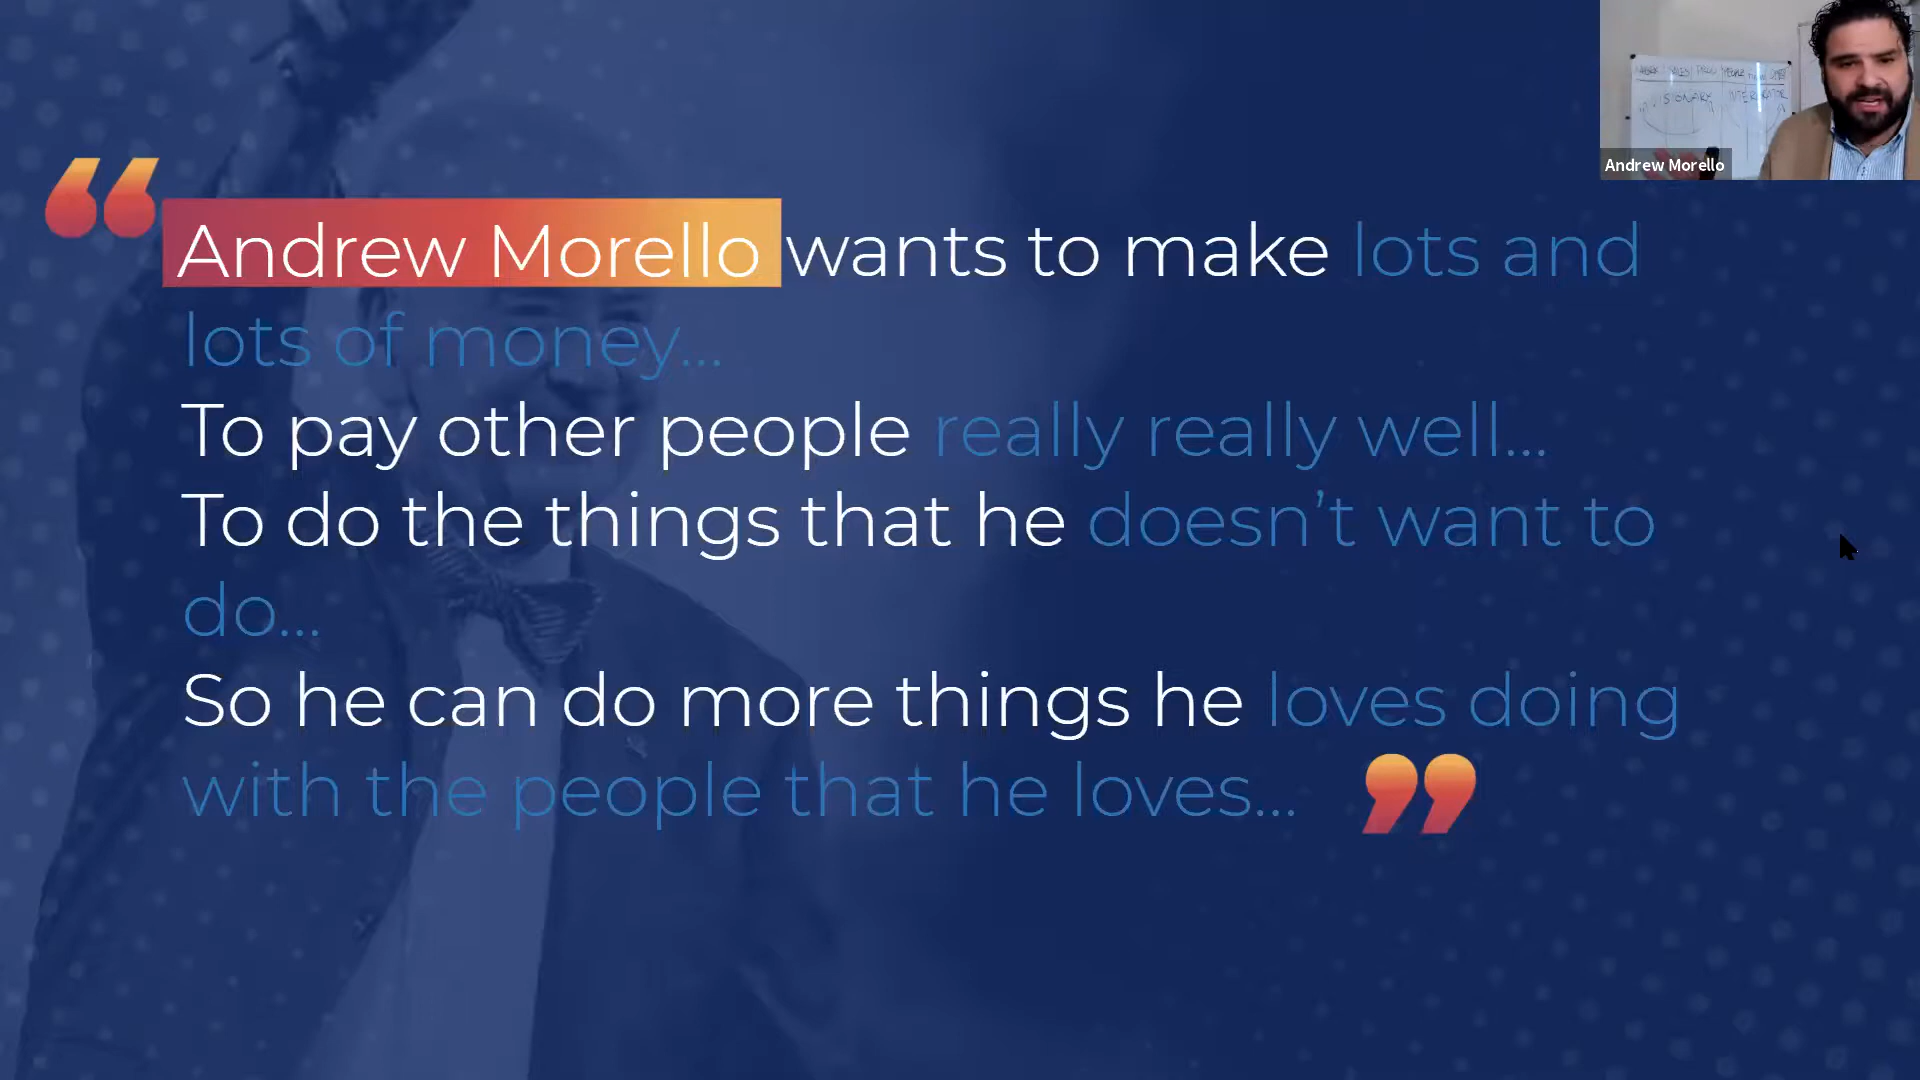 Andrew Morello
“Andrew Morello wants to make lots and
lots of money...
To pay other people really really well...
To do the things that he doesn’t want to
do...
So he can do more things he loves doing
with the people that he loves...”
VISIONARY